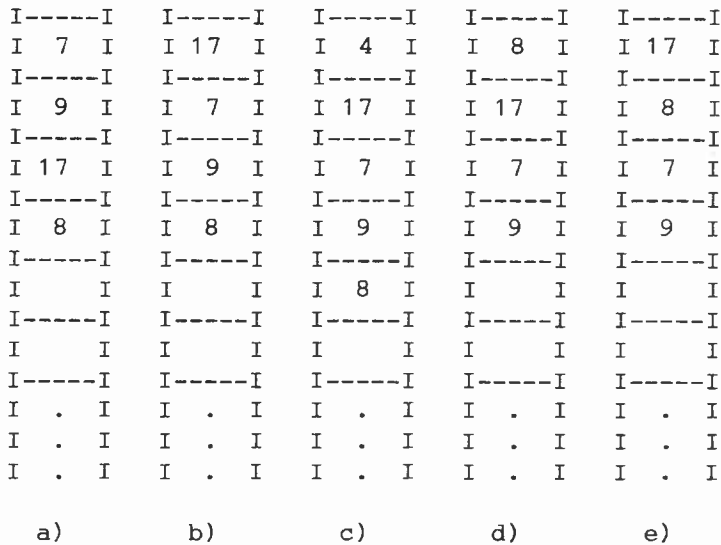 I-----I I-----I I-----I I-----I I-----I
I 7 I I 17 I I 4 I I 8 I I 17 I
I-----I I-----I I-----I I-----I I-----I
I 9 I I 7 I I 17 I I 17 I I 8 I
I-----I I-----I I-----I I-----I I-----I
I 17 I I 9 I I 7 I I 7 I I 7 I
I-----I I-----I I-----I I-----I I-----I
I 8 I I 8 I I 9 I I 9 I I 9 I
I-----I I-----I I-----I I-----I I-----I
I I I I I 8 I I I I I
I-----I I-----I I-----I I-----I I-----I
I I I I I I I I I I
I-----I I-----I I-----I I-----I I-----I
I . I I . I I . I I . I I . I
I . I I . I I . I I . I I . I
I . I I . I I . I I . I I . I
a) b) c) d) e)